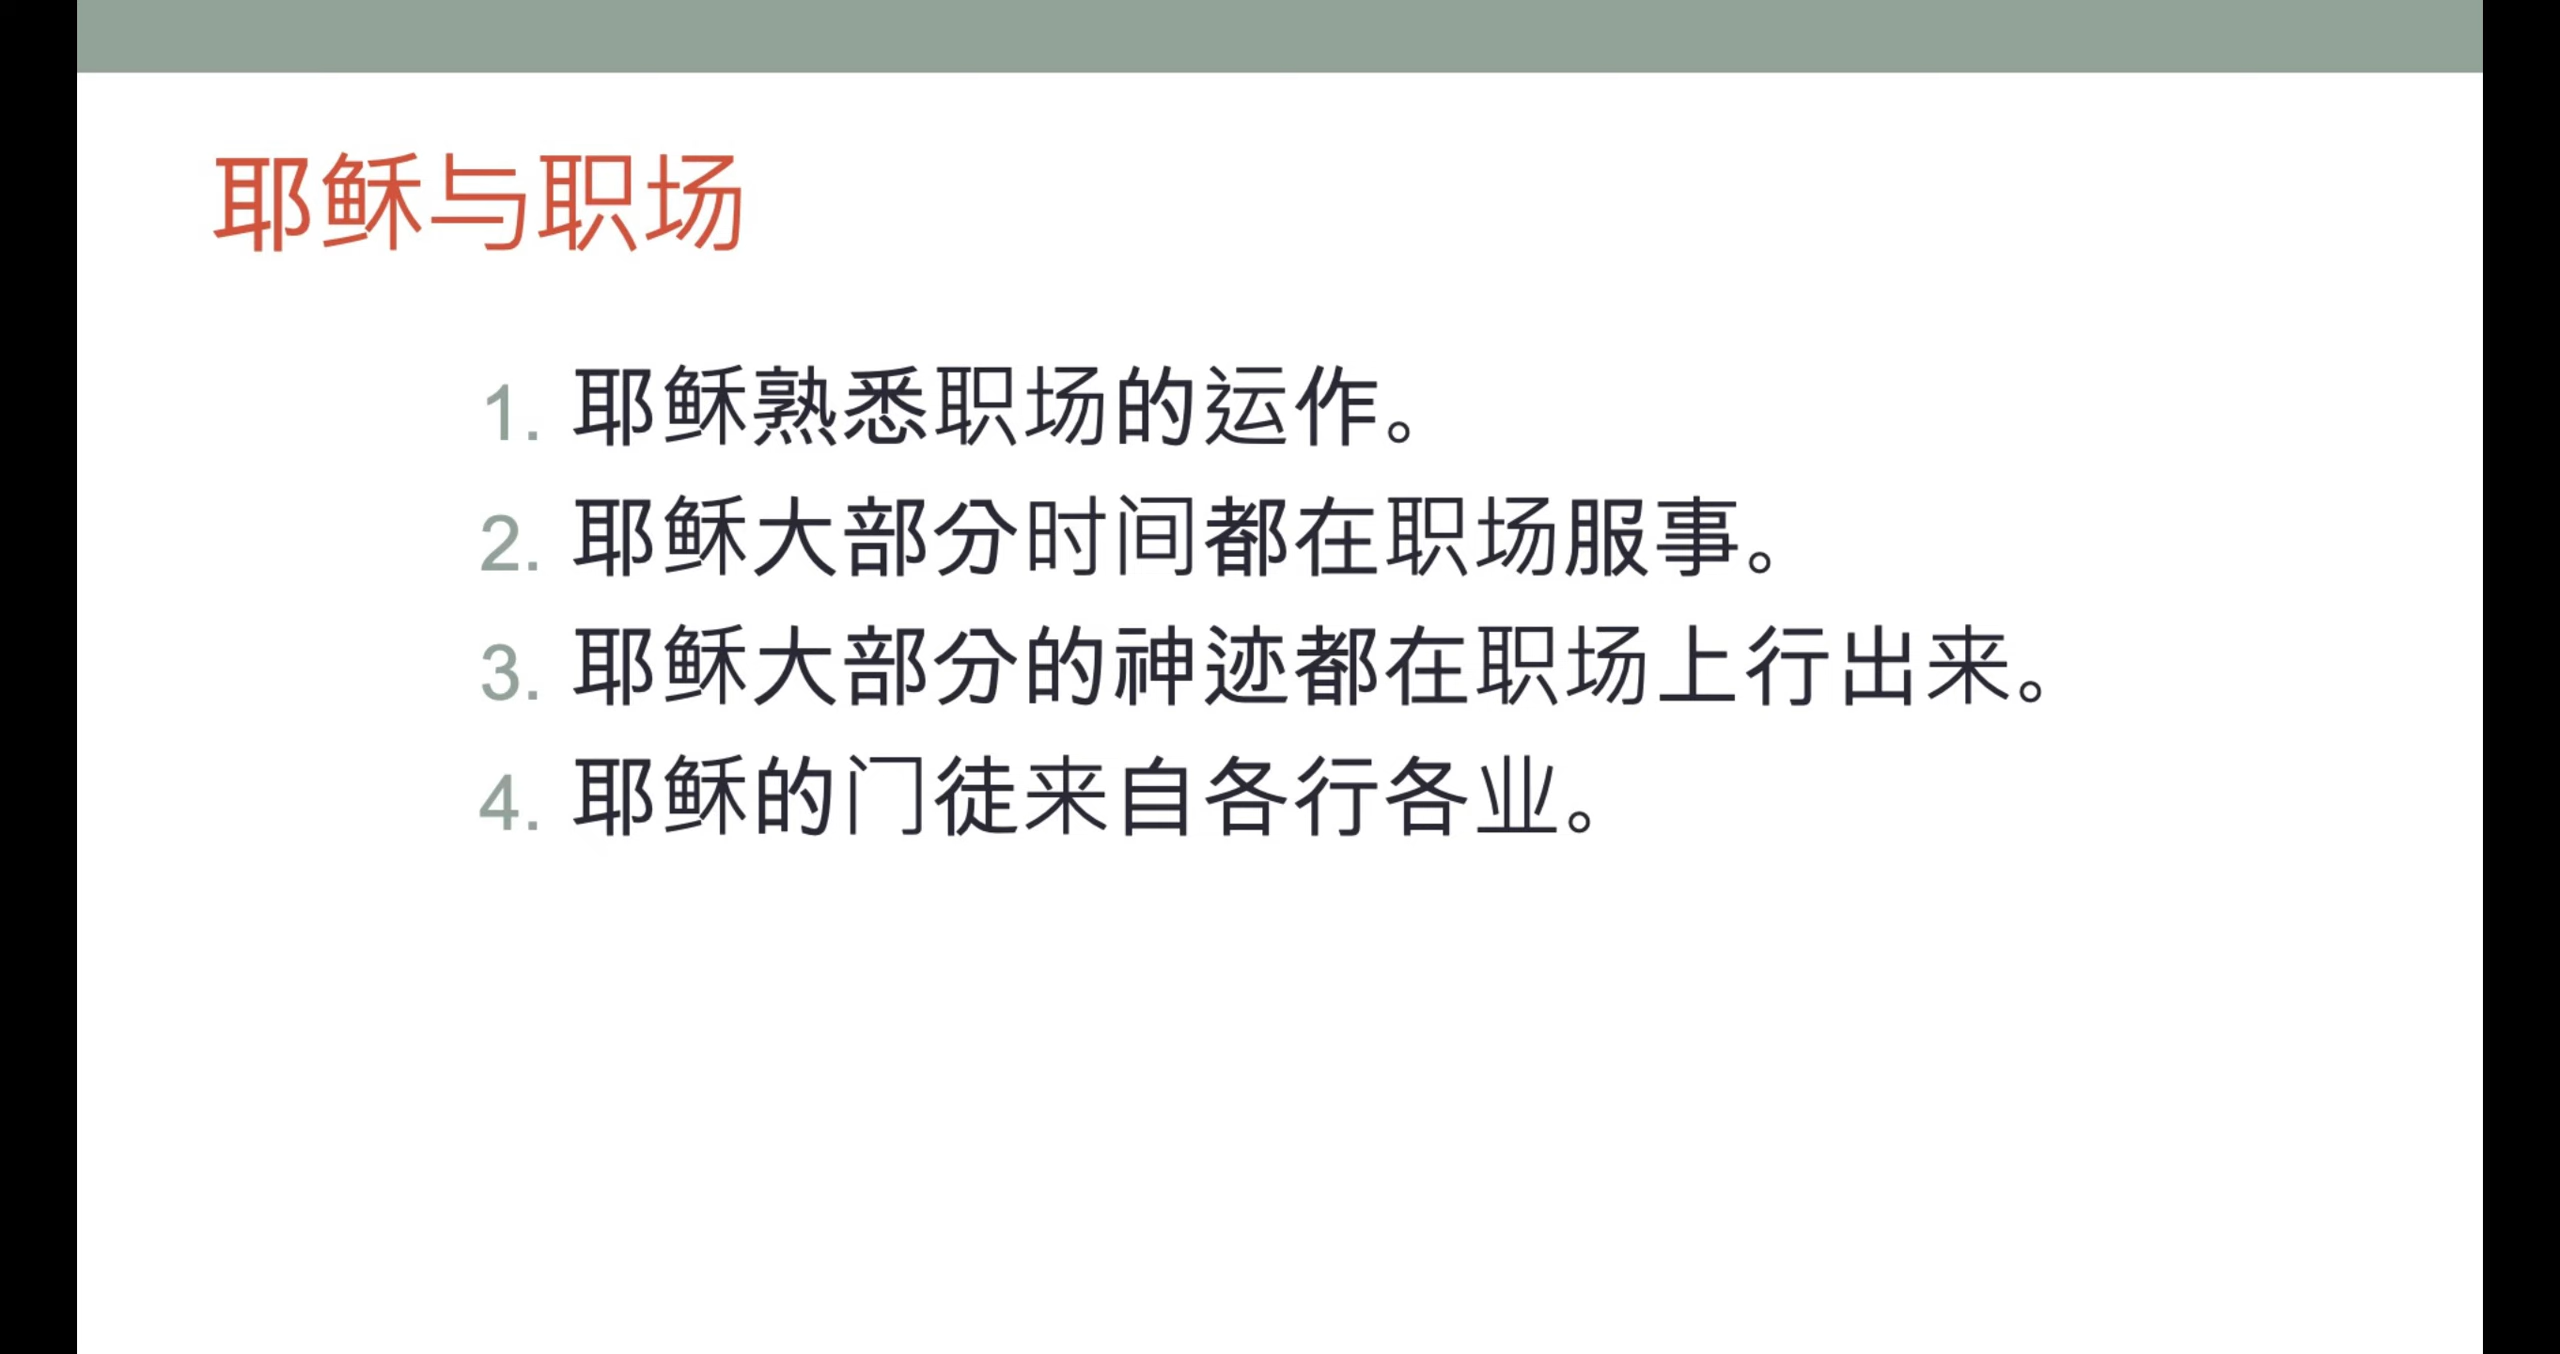 耶稣与职场
1. 耶稣熟悉职场的运作。
2. 耶稣大部分时间都在职场服事。
3. 耶稣大部分的神迹都在职场上行出来。
4. 耶稣的门徒来自各行各业。